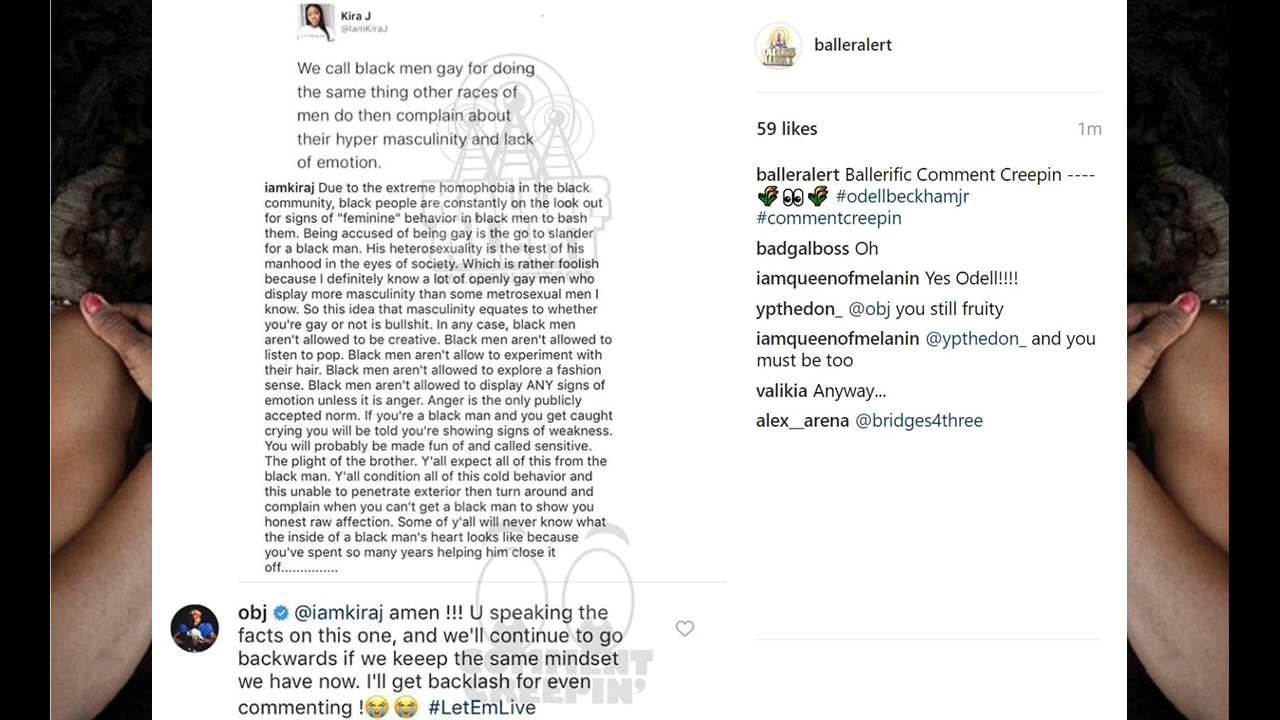 Kira J
@IamKiraJ
We call black men gay for doing
the same thing other races of
men do then complain about
their hyper masculinity and lack
of emotion.
iamkiraj Due to the extreme homophobia in the black
community, black people are constantly on the look out
for signs of "feminine" behavior in black men to bash
them. Being accused of being gay is the go to slander
for a black man. His heterosexuality is the test of his
manhood in the eyes of society. Which is rather foolish
because I definitely know a lot of openly gay men who
display more masculinity than some metrosexual men I
know. So this idea that masculinity equates to whether
you're gay or not is bullshit. In any case, black men
aren't allowed to be creative. Black men aren't allowed to
listen to pop. Black men aren't allow to experiment with
their hair. Black men aren't allowed to explore a fashion
sense. Black men aren't allowed to display ANY signs of
emotion unless it is anger. Anger is the only publicly
accepted norm. If you're a black man and you get caught
crying you will be told you're showing signs of weakness.
You will probably be made fun of and called sensitive.
The plight of the brother. Y'all expect all of this from the
black man. Y'all condition all of this cold behavior and
this unable to penetrate exterior then turn around and
complain when you can't get a black man to show you
honest raw affection. Some of y'all will never know what
the inside of a black man's heart looks like because
you've spent so many years helping him close it
off...............
obj @iamkiraj amen !!! U speaking the
facts on this one, and we'll continue to go
backwards if we keeep the same mindset
we have now. I'll get backlash for even
commenting !😭😭 #LetEmLive
COMMENT
CREEPIN'
balleralert
59 likes 1m
balleralert Ballerific Comment Creepin ----
🌾👀🌾 #odellbeckhamjr
#commentcreepin
badgalboss Oh
iamqueenofmelanin Yes Odell!!!!
ypthedon_ @obj you still fruity
iamqueenofmelanin @ypthedon_ and you
must be too
valikia Anyway...
alex__arena @bridges4three